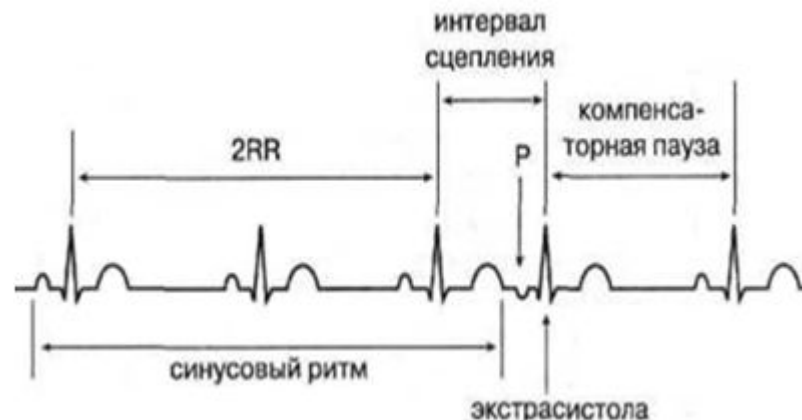 интервал
сцепления
компенса-
торная пауза
2RR
P
синусовый ритм
экстрасистола